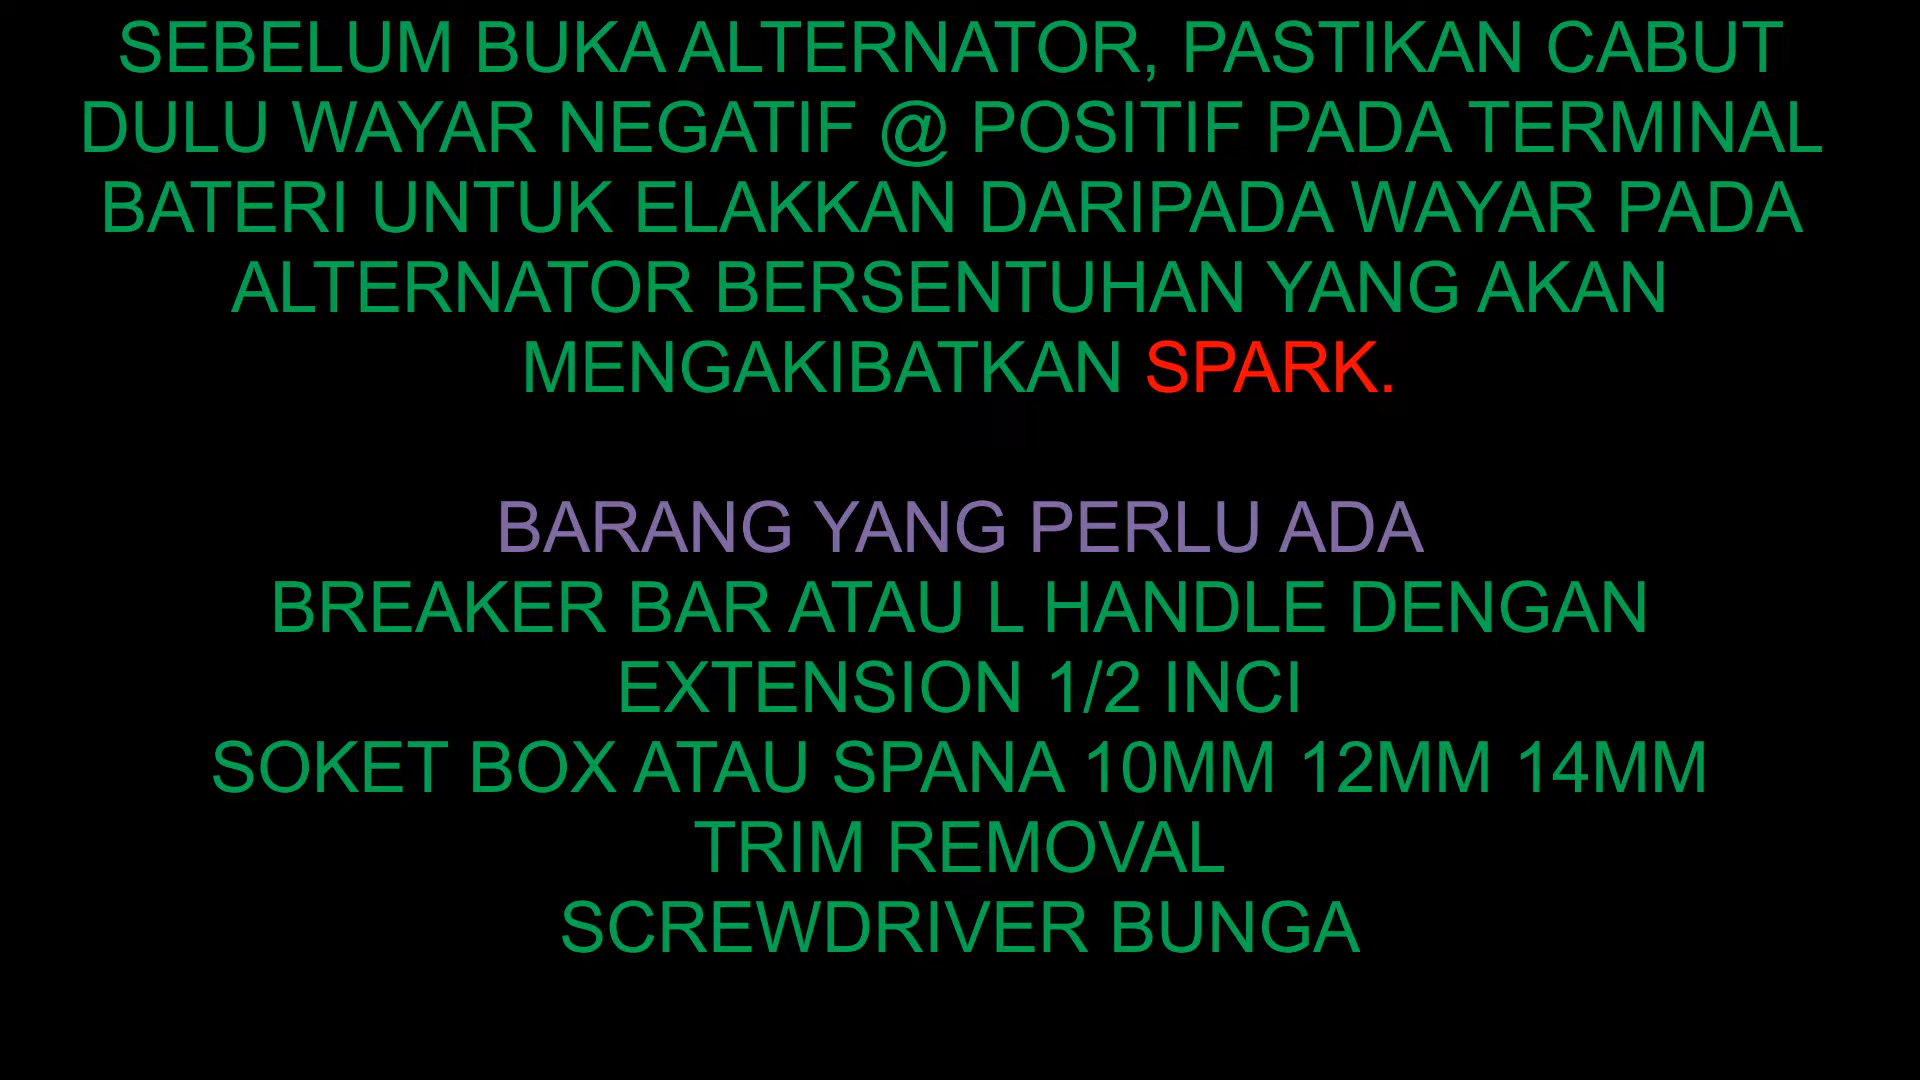 SEBELUM BUKA ALTERNATOR, PASTIKAN CABUT
DULU WAYAR NEGATIF @ POSITIF PADA TERMINAL
BATERI UNTUK ELAKKAN DARIPADA WAYAR PADA
ALTERNATOR BERSENTUHAN YANG AKAN
MENGAKIBATKAN SPARK.
BARANG YANG PERLU ADA
BREAKER BAR ATAU L HANDLE DENGAN
EXTENSION 1/2 INCI
SOKET BOX ATAU SPANA 10MM 12MM 14MM
TRIM REMOVAL
SCREWDRIVER BUNGA